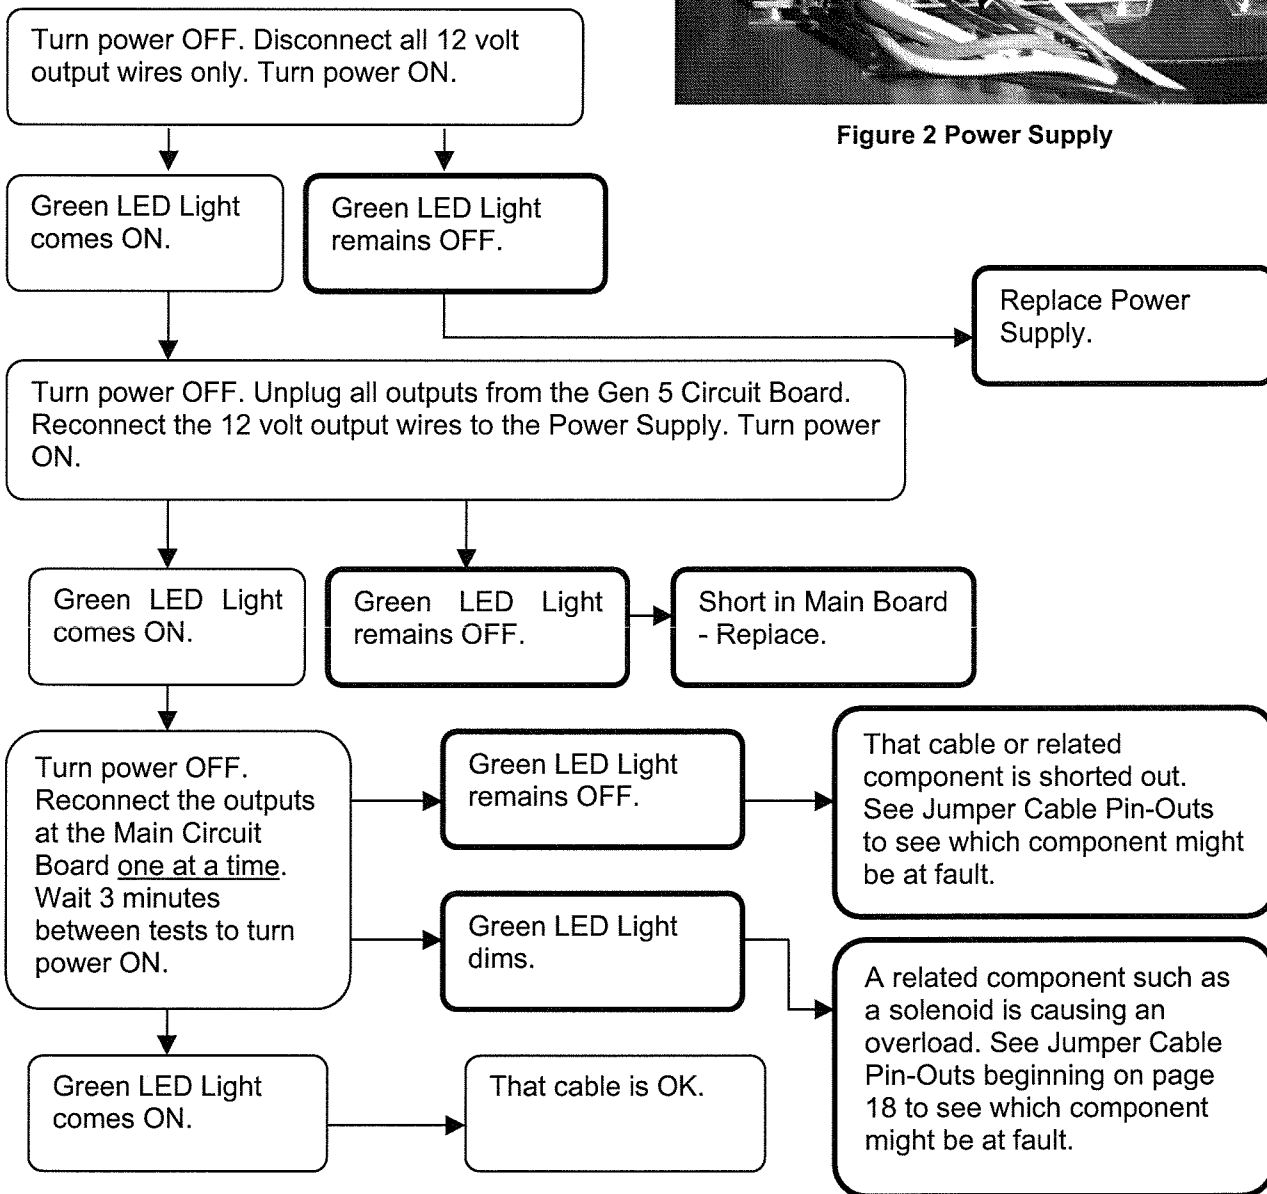 Turn power OFF. Disconnect all 12 volt
output wires only. Turn power ON.
Figure 2 Power Supply
Green LED Light
comes ON.
Green LED Light
remains OFF.
Replace Power
Supply.
Turn power OFF. Unplug all outputs from the Gen 5 Circuit Board.
Reconnect the 12 volt output wires to the Power Supply. Turn power
ON.
Green LED Light
comes ON.
Green LED Light
remains OFF.
Short in Main Board
- Replace.
Turn power OFF.
Reconnect the outputs
at the Main Circuit
Board one at a time.
Wait 3 minutes
between tests to turn
power ON.
Green LED Light
remains OFF.
That cable or related
component is shorted out.
See Jumper Cable Pin-Outs
to see which component might
be at fault.
Green LED Light
dims.
A related component such as
a solenoid is causing an
overload. See Jumper Cable
Pin-Outs beginning on page
18 to see which component
might be at fault.
Green LED Light
comes ON.
That cable is OK.